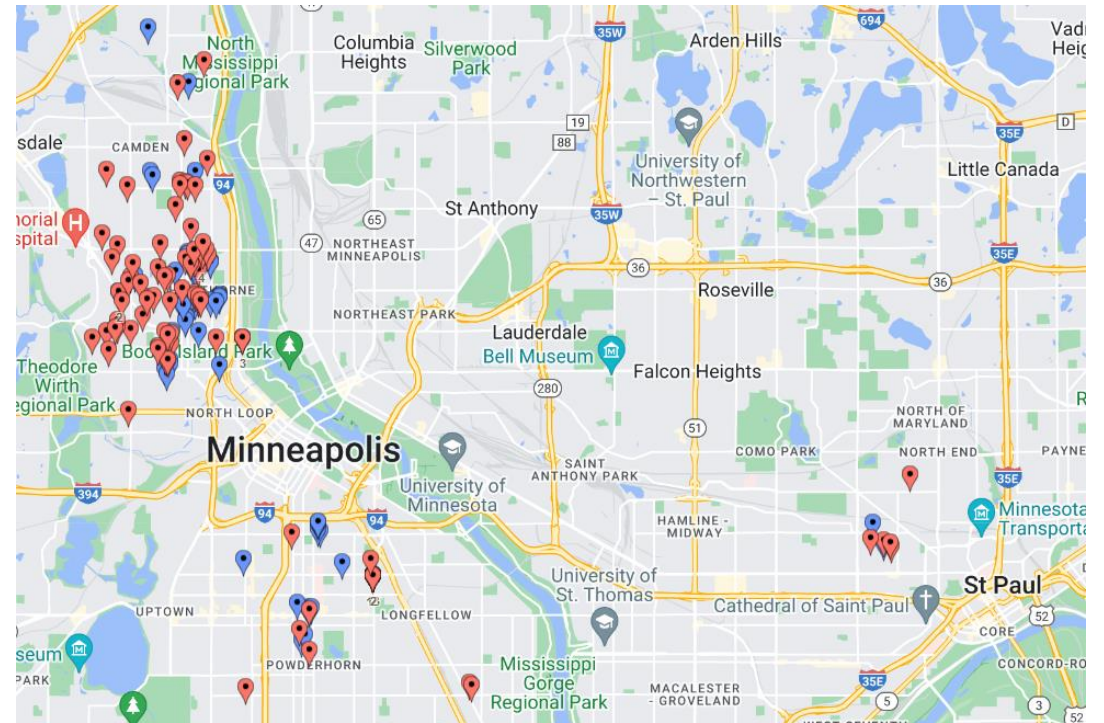 47
35W
694
Columbia
Heights
Silverwood
Park
Arden Hills
North
Mississippi
Regional Park
19
88
35E
D
sdale
CAMDEN
94
University of
Northwestern
– St. Paul
Little Canada
H
spital
65
St Anthony
35W
47
NORTHEAST
MINNEAPOLIS
35E
36
36
4
Roseville
2
NORTHEAST PARK
Lauderdale
Bell Museum
3
Theodore
Wirth
Falcon Heights
280
NORTH LOOP
51
NORTH OF
MARYLAND
Minneapolis
COMO PARK
NORTH END
PAYNE
SAINT
ANTHONY PARK
35E
394
University of
Minnesota
94
94
HAMLINE -
MIDWAY
Minnesota
Transporta
University of
St. Thomas
St Paul
Cathedral of Saint Paul
UPTOWN
LONGFELLOW
52
CORE
seum
POWDERHORN
Mississippi
Gorge
Regional Park
CONCORD-RO
PARK
MACALESTER
- GROVELAND
35E
5
3
52